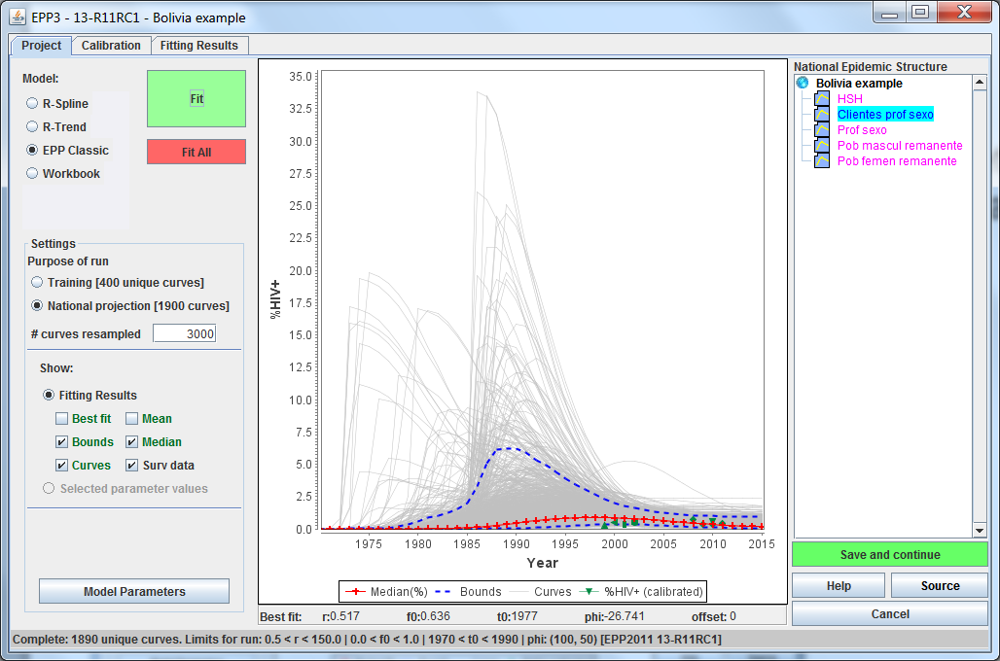 EPP3 - 13-R11RC1 - Bolivia example
Project
Calibration
Fitting Results
Model:
R-Spline
R-Trend
EPP Classic
Workbook
Fit
Fit All
Settings
Purpose of run
Training [400 unique curves]
National projection [1900 curves]
# curves resampled 3000
Show:
Fitting Results
Best fit Mean
Bounds Median
Curves Surv data
Selected parameter values
Model Parameters
%HIV+
35.0
32.5
30.0
27.5
25.0
22.5
20.0
17.5
15.0
12.5
10.0
7.5
5.0
2.5
0.0
1975 1980 1985 1990 1995 2000 2005 2010 2015
Year
Median(%) Bounds Curves %HIV+ (calibrated)
Best fit: r:0.517 f0:0.636 t0:1977 phi:-26.741 offset: 0
National Epidemic Structure
Bolivia example
HSH
Clientes prof sexo
Prof sexo
Pob mascul remanente
Pob femen remanente
Save and continue
Help Source
Cancel
Complete: 1890 unique curves. Limits for run: 0.5 < r < 150.0 | 0.0 < f0 < 1.0 | 1970 < t0 < 1990 | phi: (100, 50) [EPP2011 13-R11RC1]